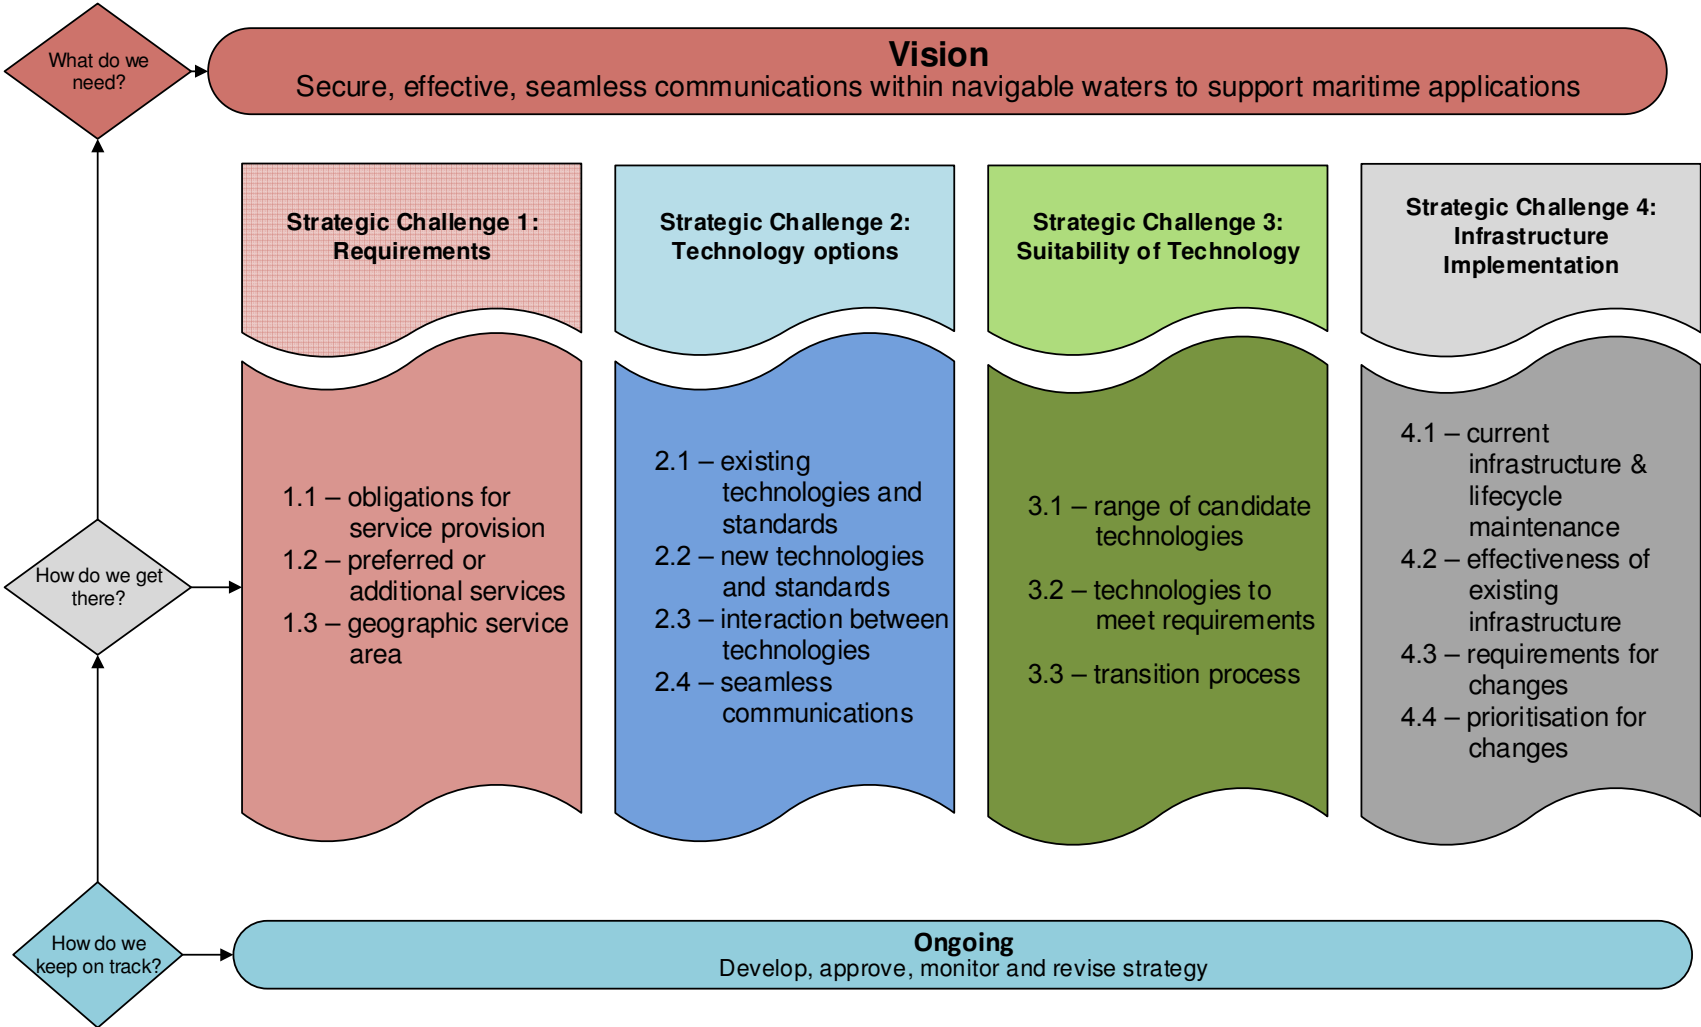 What do we
need?
Vision
Secure, effective, seamless communications within navigable waters to support maritime applications
Strategic Challenge 1:
Requirements
Strategic Challenge 2:
Technology options
Strategic Challenge 3:
Suitability of Technology
Strategic Challenge 4:
Infrastructure
Implementation
How do we get
there?
1.1 – obligations for
service provision
1.2 – preferred or
additional services
1.3 – geographic service
area
2.1 – existing
technologies and
standards
2.2 – new technologies
and standards
2.3 – interaction between
technologies
2.4 – seamless
communications
3.1 – range of candidate
technologies
3.2 – technologies to
meet requirements
3.3 – transition process
4.1 – current
infrastructure &
lifecycle
maintenance
4.2 – effectiveness of
existing
infrastructure
4.3 – requirements for
changes
4.4 – prioritisation for
changes
How do we
keep on track?
Ongoing
Develop, approve, monitor and revise strategy